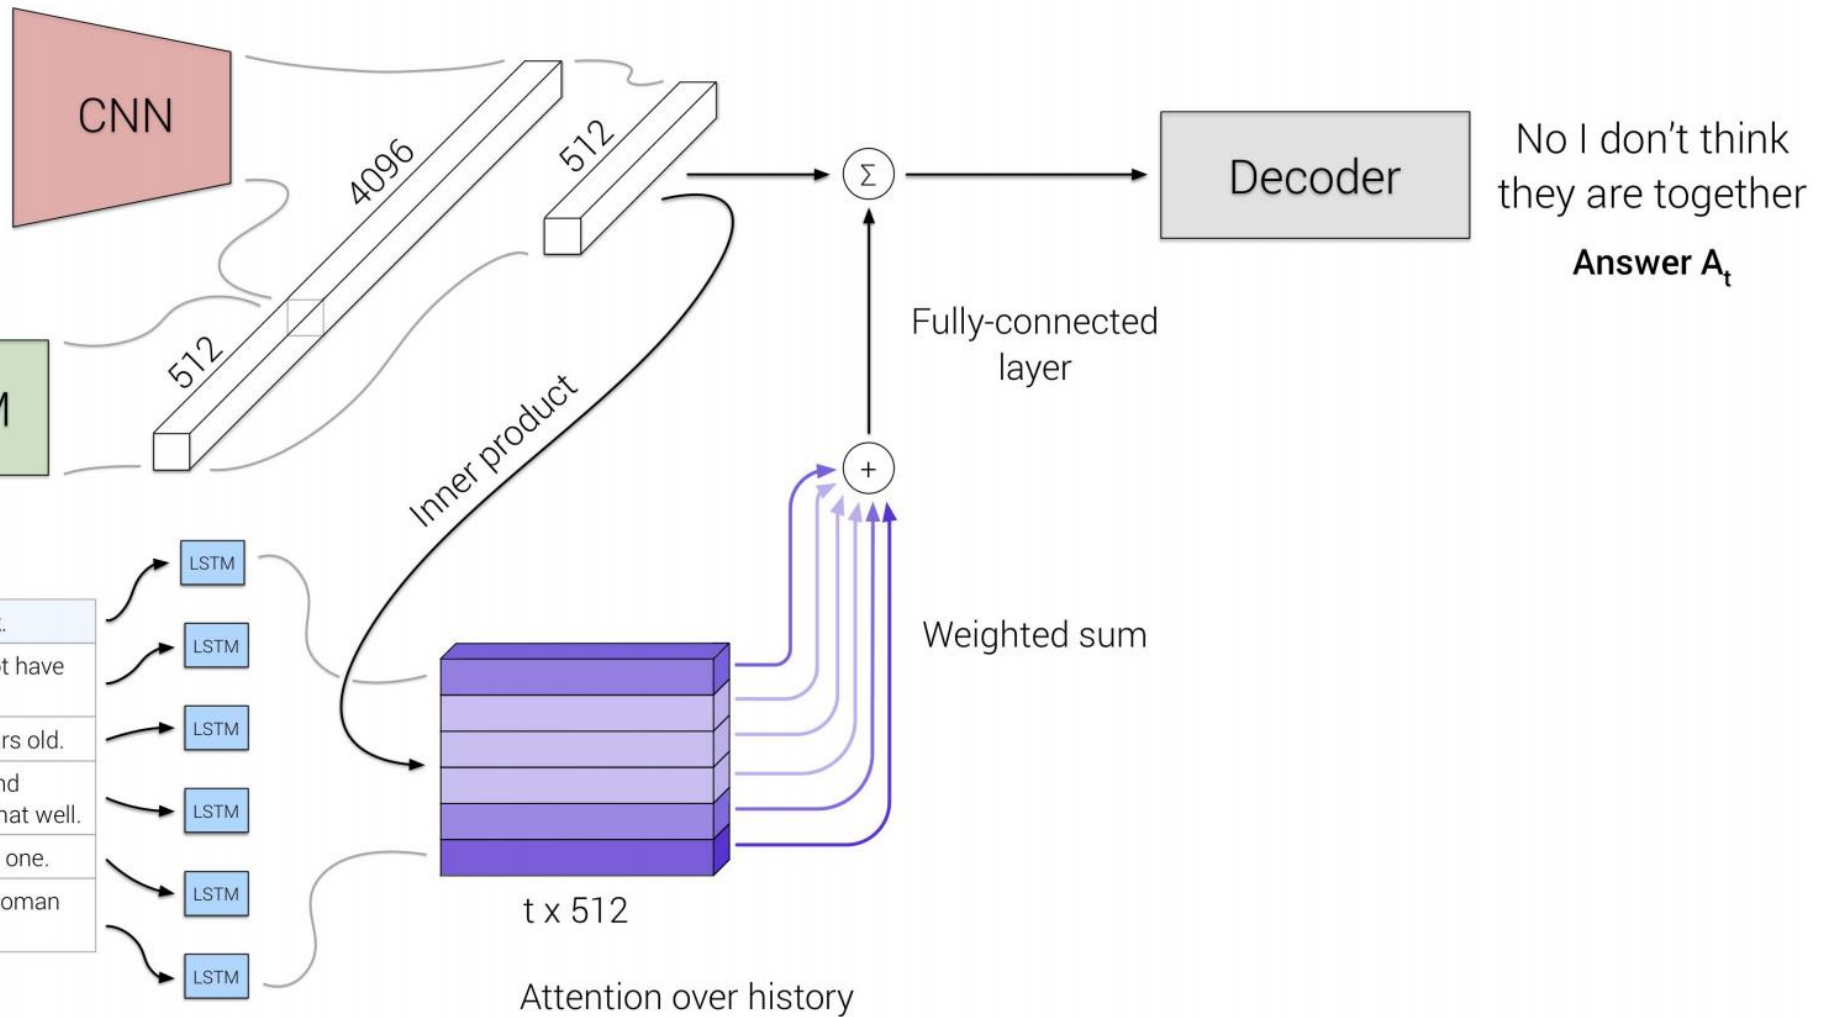 CNN
4096
512
512
Σ
Decoder
No I don't think
they are together
Answer At
Fully-connected
layer
M
Inner product
+
LSTM
LSTM
LSTM
LSTM
LSTM
LSTM
t have
rs old.
nd
hat well.
one.
oman
Weighted sum
t x 512
Attention over history